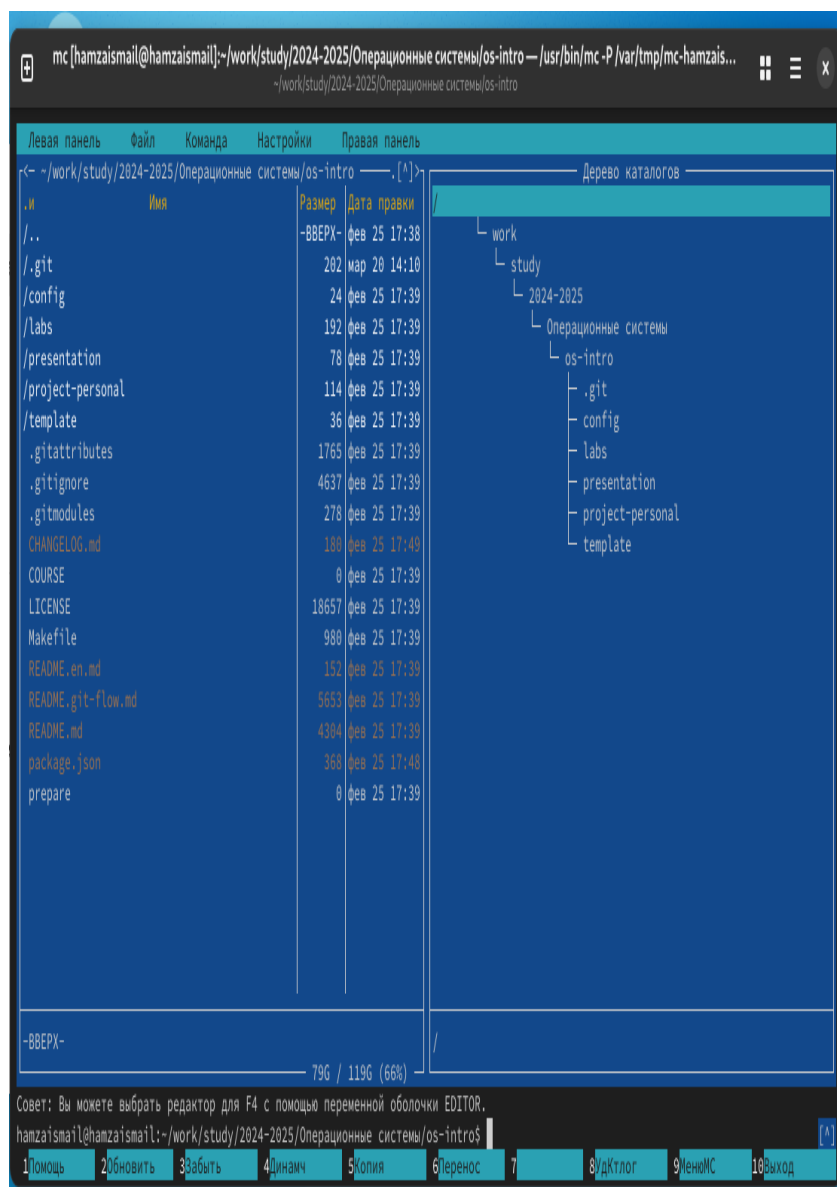 mc [hamzaismail@hamzaismail]:~/work/study/2024-2025/Операционные системы/os-intro — /usr/bin/mc -P /var/tmp/mc-hamzais...
~/work/study/2024-2025/Операционные системы/os-intro
Левая панель Файл Команда Настройки Правая панель
<- ~/work/study/2024-2025/Операционные системы/os-intro .[^]> Дерево каталогов
.и Имя Размер Дата правки /
/.. -ВВЕРХ- фев 25 17:38 work
/.git 202 мар 20 14:10 study
/config 24 фев 25 17:39 2024-2025
/labs 192 фев 25 17:39 Операционные системы
/presentation 78 фев 25 17:39 os-intro
/project-personal 114 фев 25 17:39 .git
/template 36 фев 25 17:39 config
.gitattributes 1765 фев 25 17:39 labs
.gitignore 4637 фев 25 17:39 presentation
.gitmodules 278 фев 25 17:39 project-personal
CHANGELOG.md 180 фев 25 17:49 template
COURSE 0 фев 25 17:39
LICENSE 18657 фев 25 17:39
Makefile 980 фев 25 17:39
README.en.md 152 фев 25 17:39
README.git-flow.md 5653 фев 25 17:39
README.md 4304 фев 25 17:39
package.json 368 фев 25 17:48
prepare 0 фев 25 17:39
-ВВЕРХ- /
79G / 119G (66%)
Совет: Вы можете выбрать редактор для F4 с помощью переменной оболочки EDITOR.
hamzaismail@hamzaismail:~/work/study/2024-2025/Операционные системы/os-intro$ [^]
1Помощь 2Обновить 3Забыть 4Динамч 5Копия 6Перенос 7 8УдКтлог 9МенюМС 10Выход